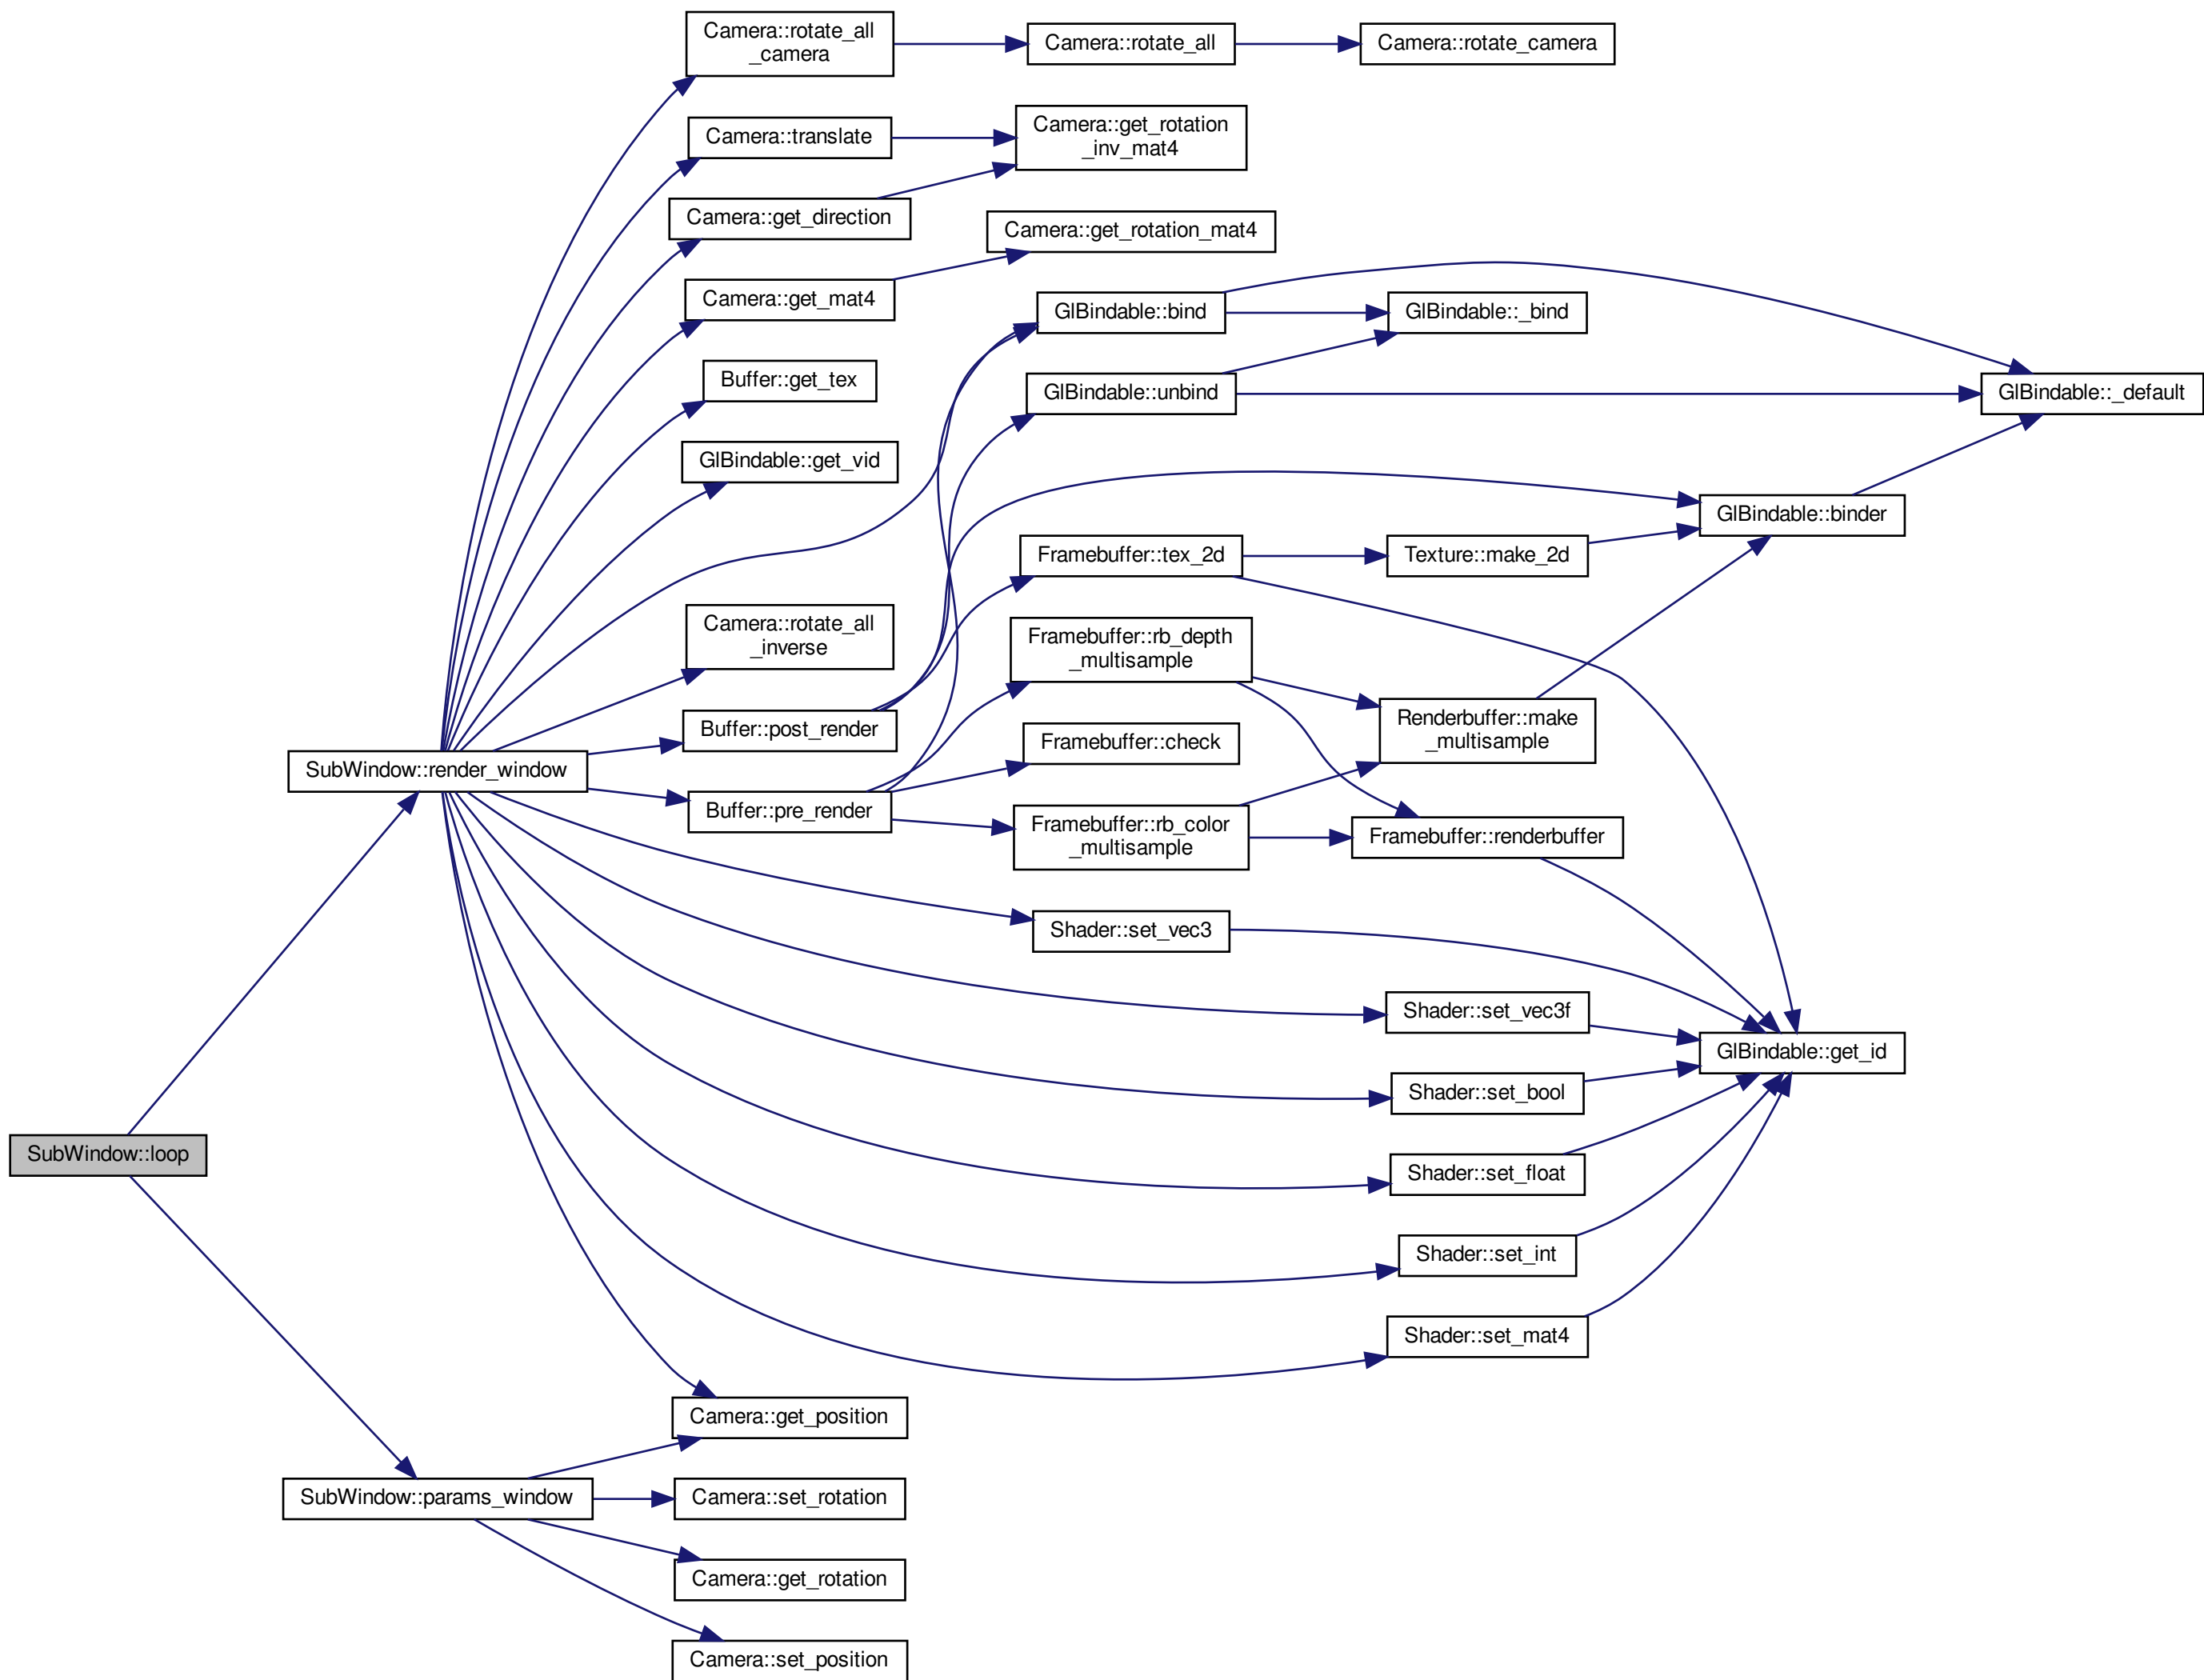 Camera::rotate_all
_camera
Camera::rotate_all
Camera::rotate_camera
Camera::translate
Camera::get_rotation
_inv_mat4
Camera::get_direction
Camera::get_rotation_mat4
Camera::get_mat4
GlBindable::bind
GlBindable::_bind
Buffer::get_tex
GlBindable::unbind
GlBindable::_default
GlBindable::get_vid
GlBindable::binder
Framebuffer::tex_2d
Texture::make_2d
Camera::rotate_all
_inverse
Framebuffer::rb_depth
_multisample
Renderbuffer::make
_multisample
Buffer::post_render
Framebuffer::check
SubWindow::render_window
Buffer::pre_render
Framebuffer::rb_color
_multisample
Framebuffer::renderbuffer
Shader::set_vec3
Shader::set_vec3f
GlBindable::get_id
Shader::set_bool
SubWindow::loop
Shader::set_float
Shader::set_int
Shader::set_mat4
Camera::get_position
SubWindow::params_window
Camera::set_rotation
Camera::get_rotation
Camera::set_position